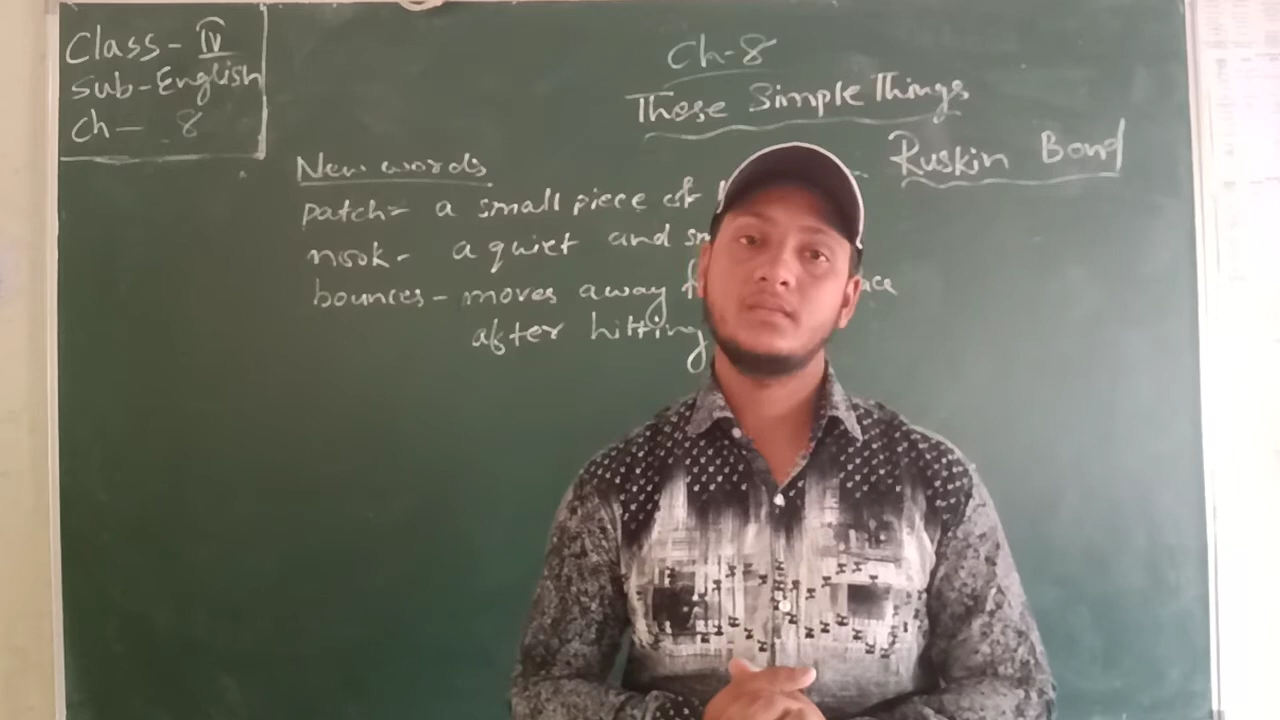 Class- IV
Sub-English
Ch- 8
Ch-8
These Simple Things
Ruskin Bond
New words
patch= a small piece of
nook- a quiet and
bounces- moves away
after hitting